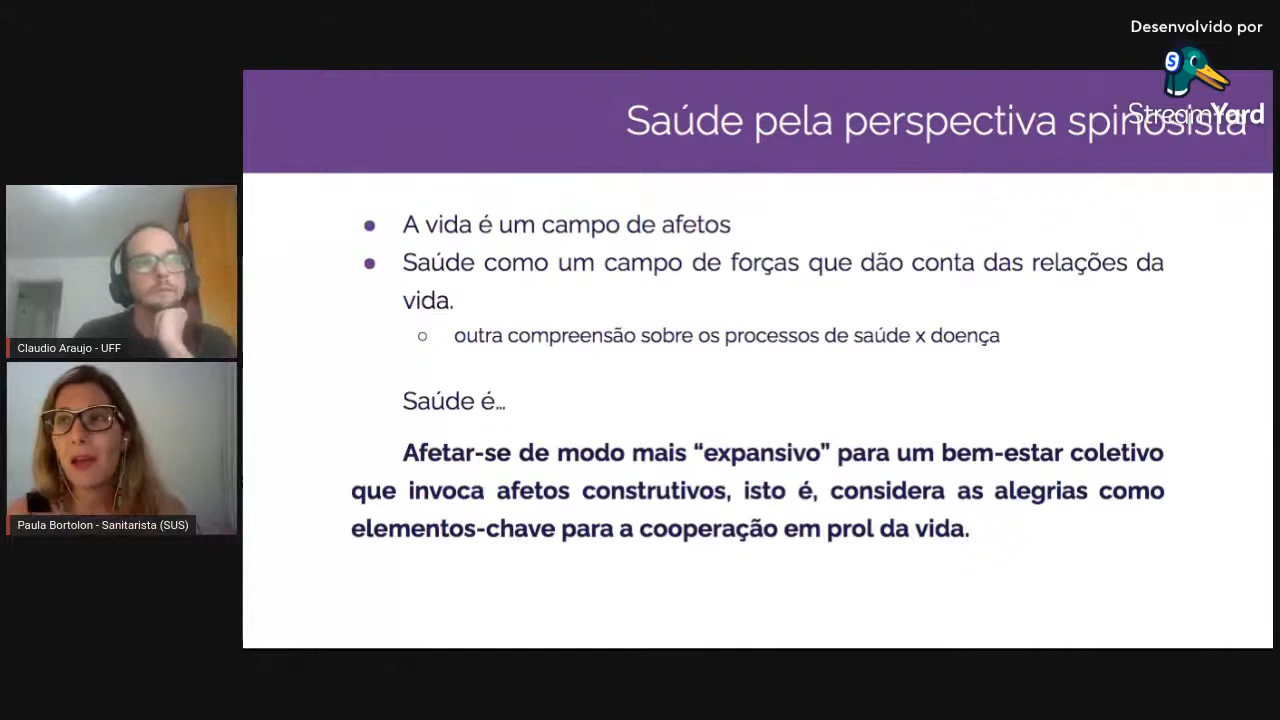 Desenvolvido por
StreamYard
Saúde pela perspectiva spinosista
A vida é um campo de afetos
Saúde como um campo de forças que dão conta das relações da
vida.
outra compreensão sobre os processos de saúde x doença
Saúde é…
Afetar-se de modo mais “expansivo” para um bem-estar coletivo
que invoca afetos construtivos, isto é, considera as alegrias como
elementos-chave para a cooperação em prol da vida.
Claudio Araujo - UFF
Paula Bortolon - Sanitarista (SUS)